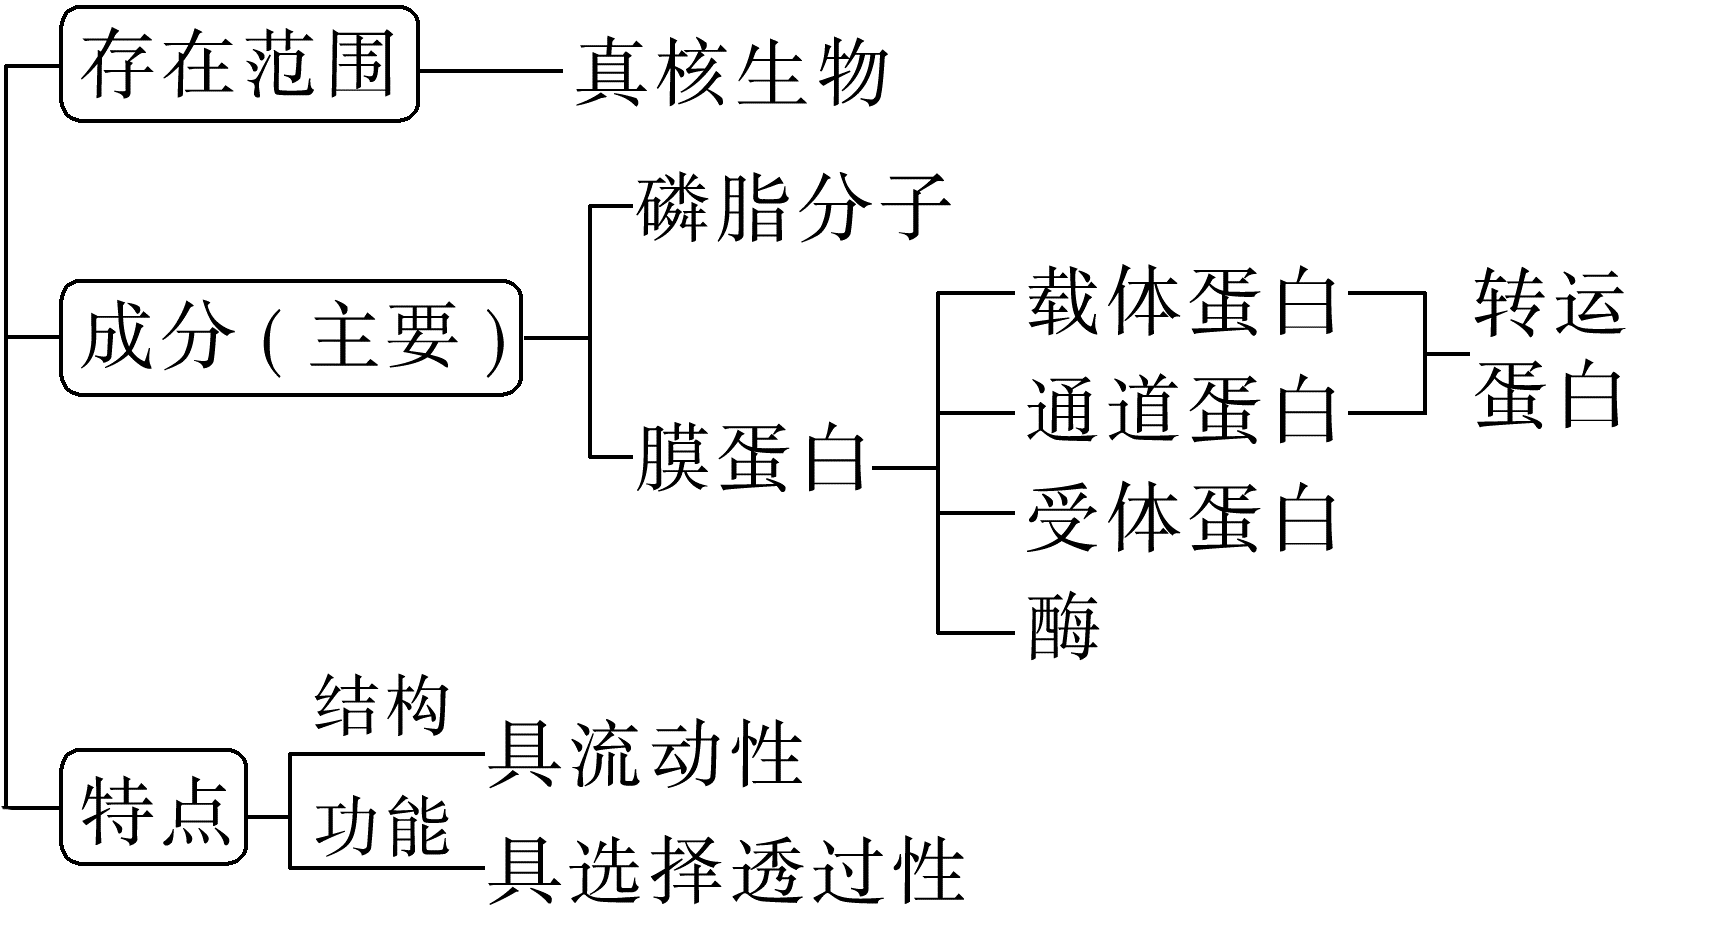 存在范围
真核生物
成分(主要)
磷脂分子
膜蛋白
载体蛋白
通道蛋白
转运
蛋白
受体蛋白
酶
特点
结构
具流动性
功能
具选择透过性